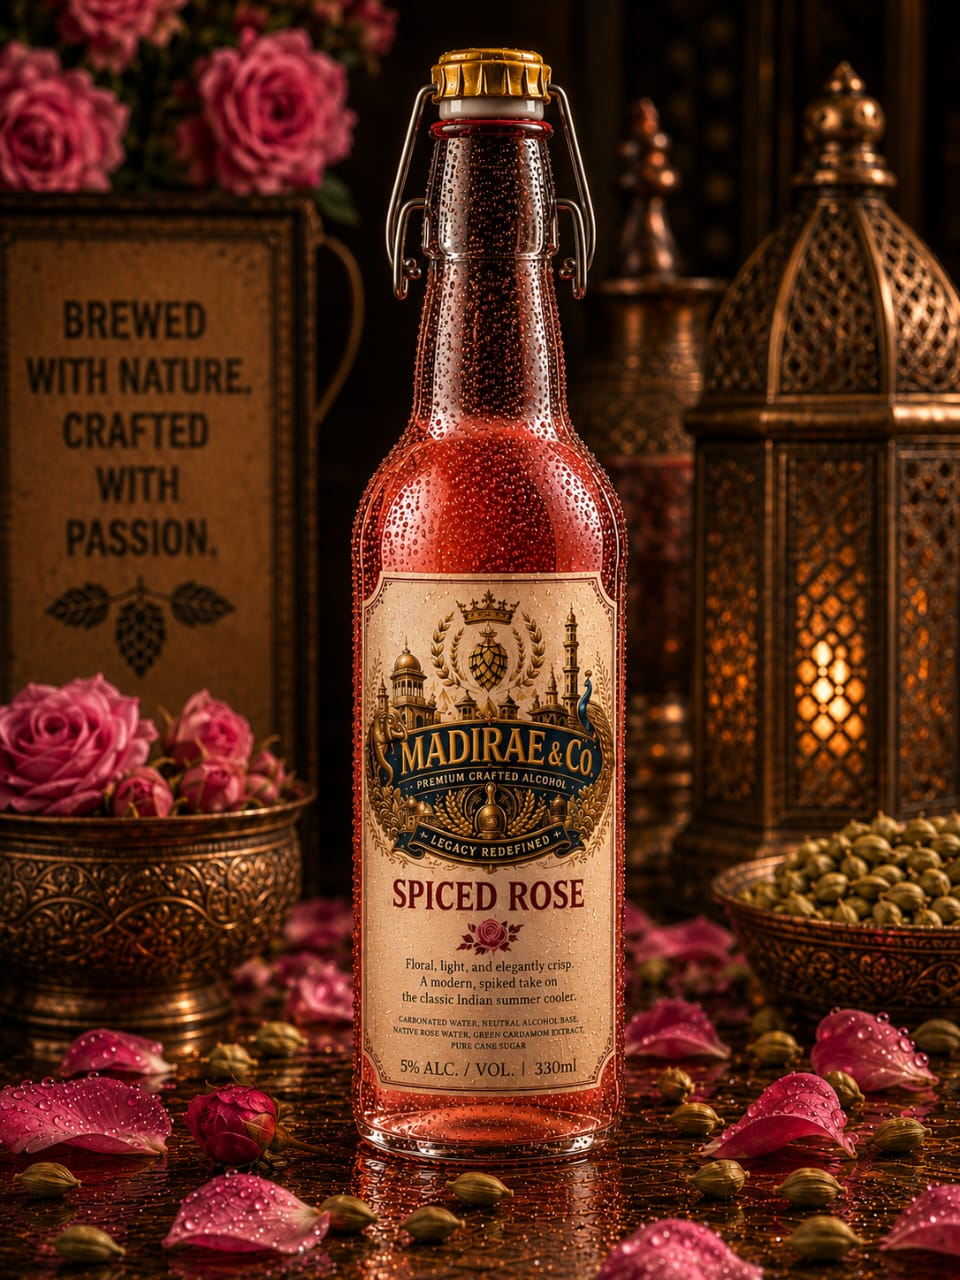 BREWED
WITH NATURE.
CRAFTED
WITH
PASSION.
MADIRAE & CO.
PREMIUM CRAFTED ALCOHOL
LEGACY REDEFINED
SPICED ROSE
Floral, light, and elegantly crisp.
A modern, spiked take on
the classic Indian summer cooler.
CARBONATED WATER, NEUTRAL ALCOHOL BASE,
NATIVE ROSE WATER, GREEN CARDAMOM EXTRACT,
PURE CANE SUGAR
5% ALC. / VOL. | 330ml